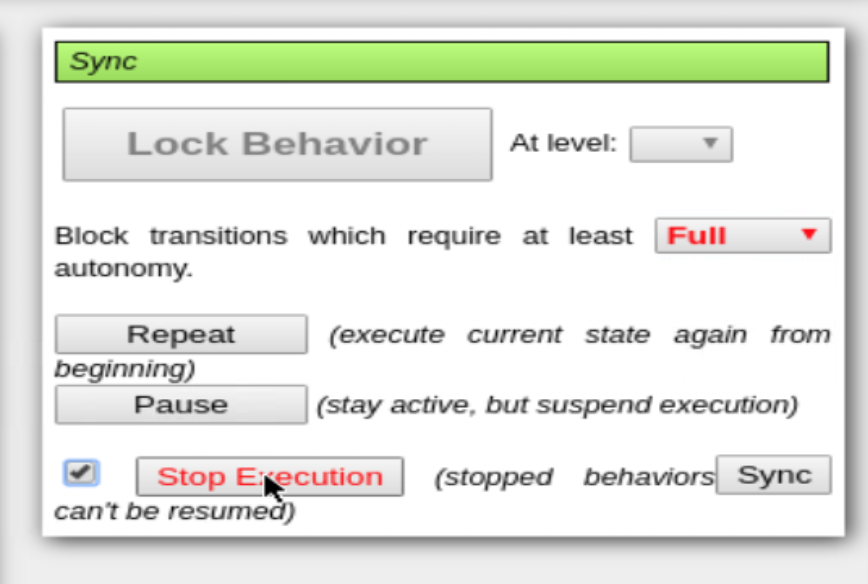 Sync
Lock Behavior At level:
Block transitions which require at least Full
autonomy.
Repeat (execute current state again from
beginning)
Pause (stay active, but suspend execution)
Stop Execution (stopped behaviors Sync
can't be resumed)